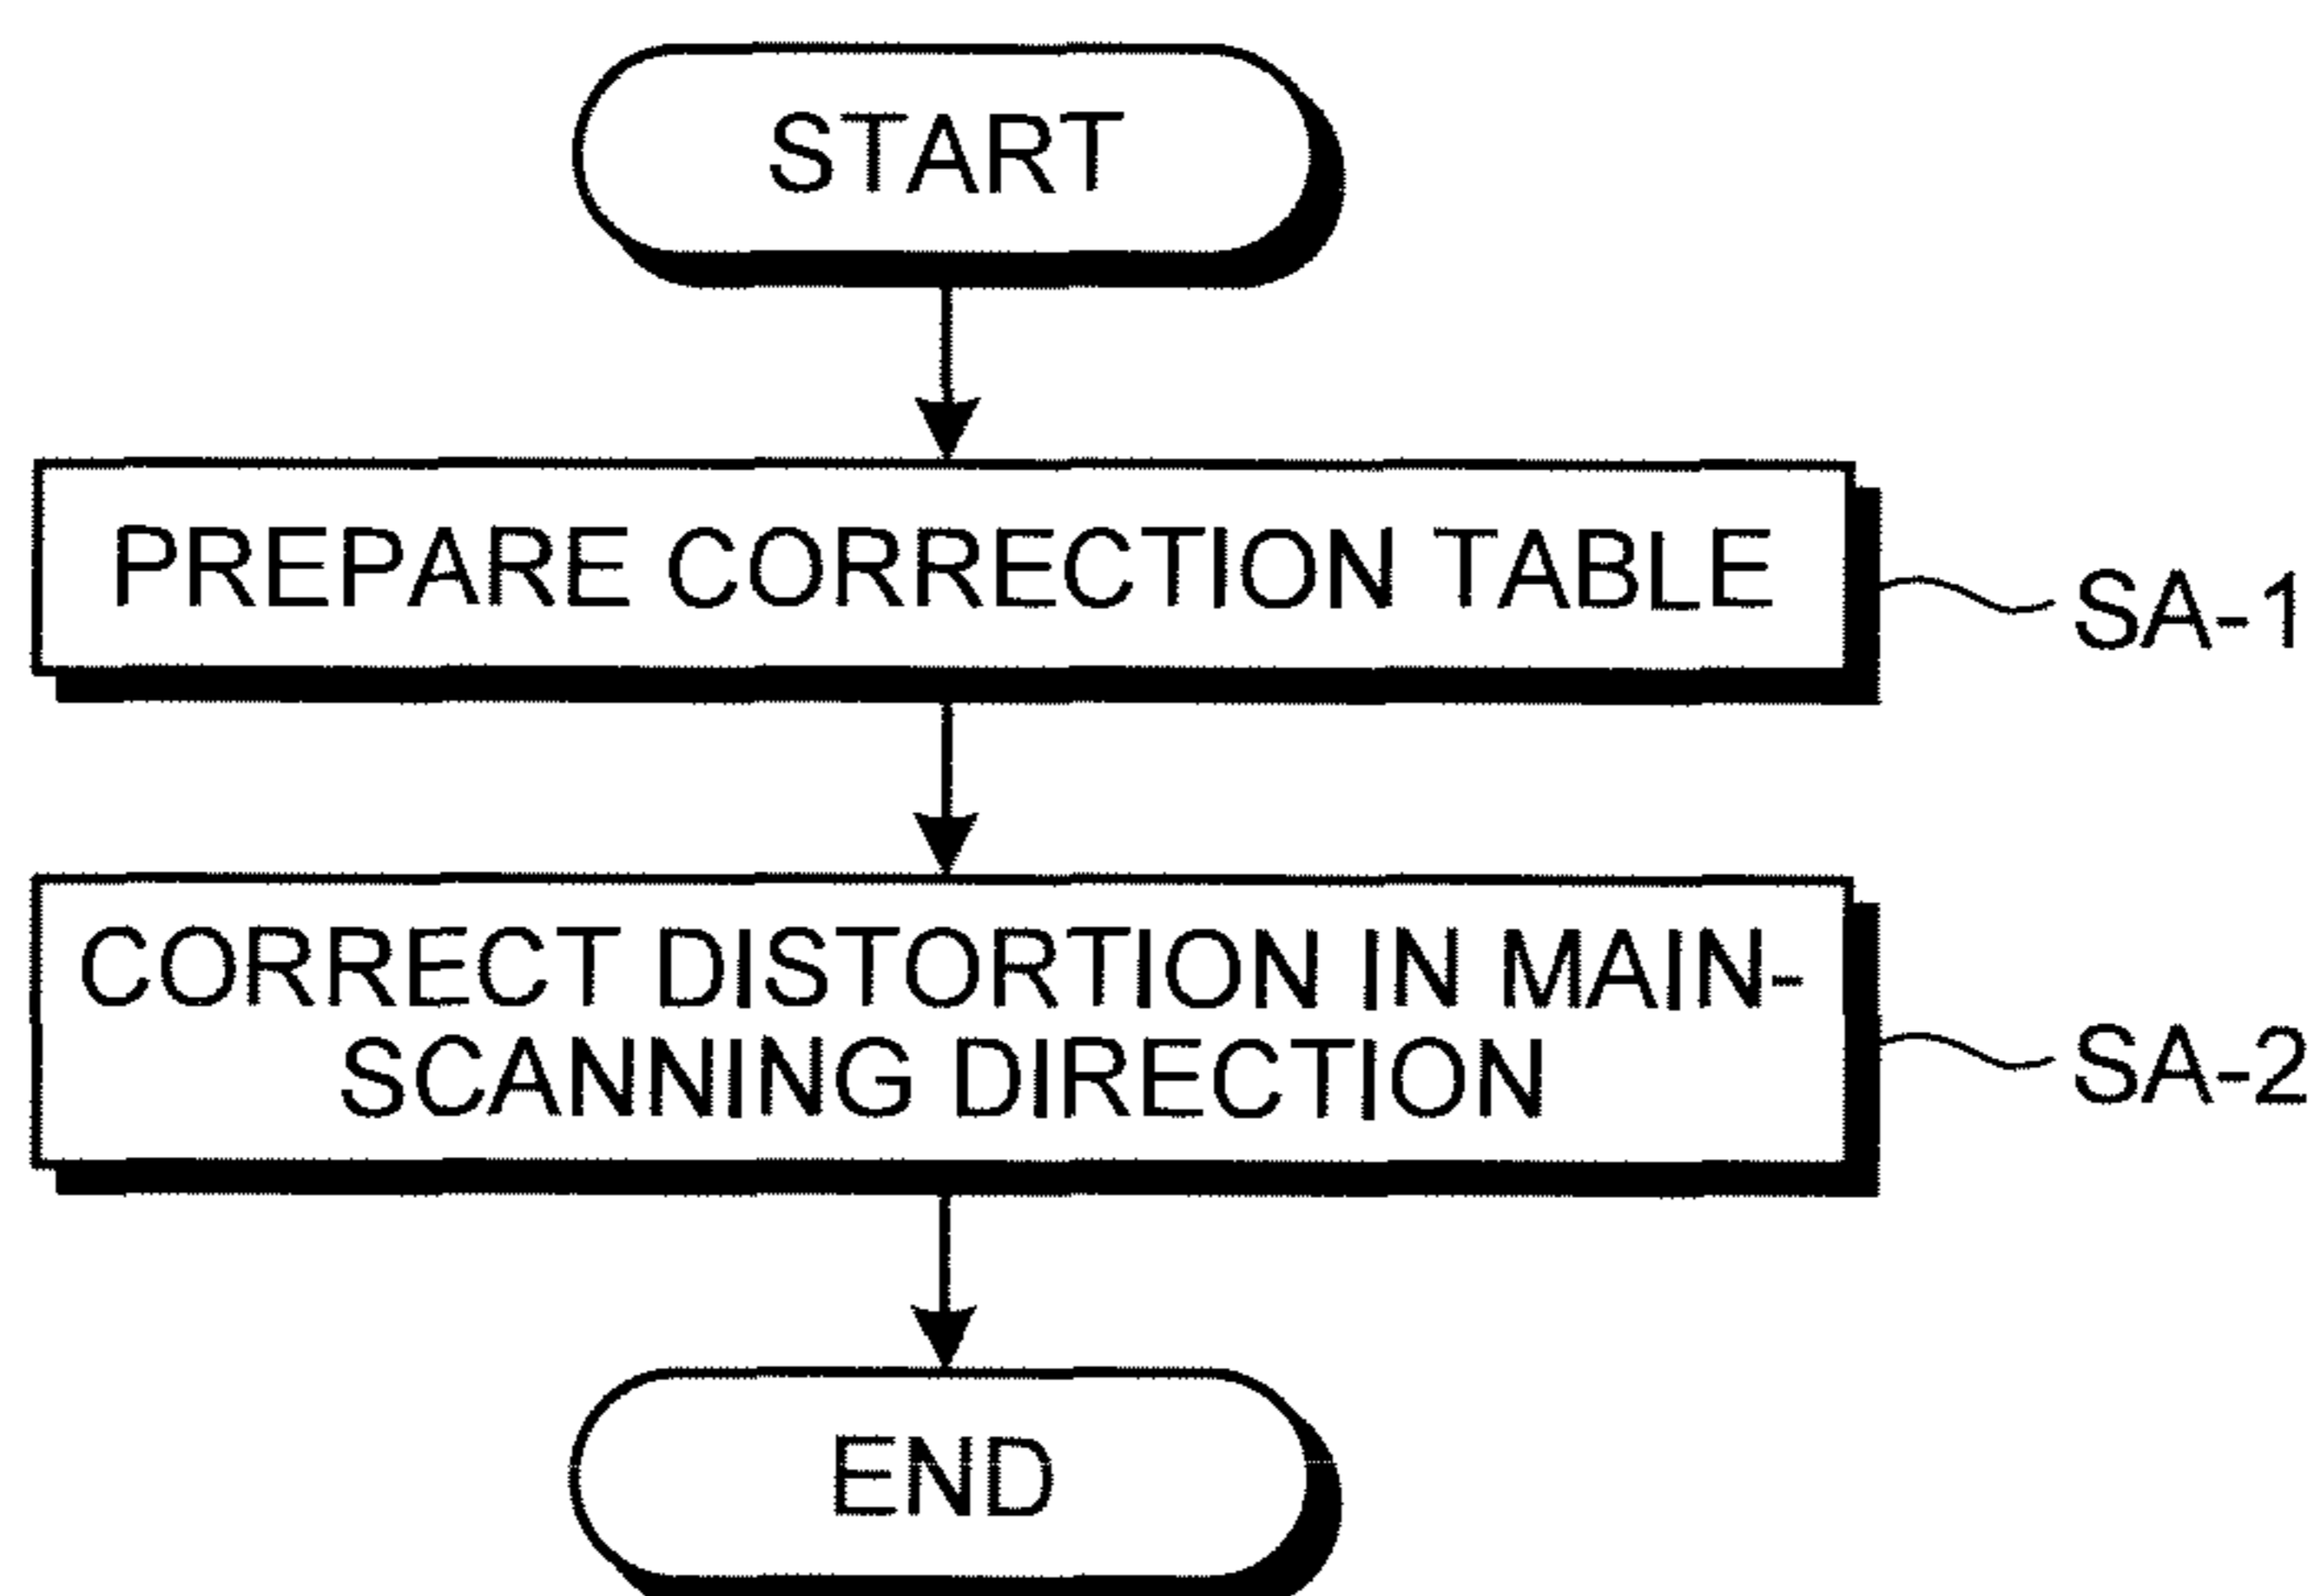 START
PREPARE CORRECTION TABLE
SA-1
CORRECT DISTORTION IN MAIN-
SCANNING DIRECTION
SA-2
END